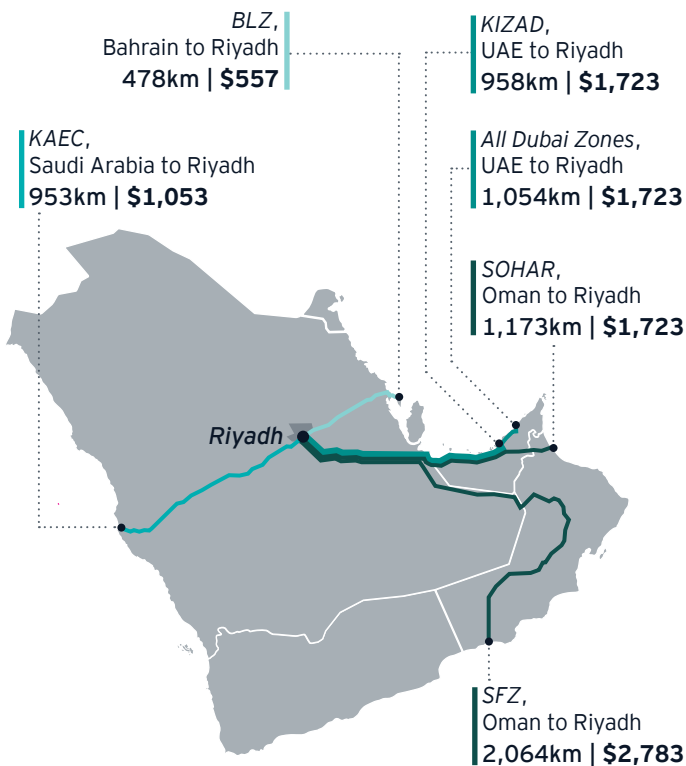 BLZ,
Bahrain to Riyadh
478km | $557
KIZAD,
UAE to Riyadh
958km | $1,723
KAEC,
Saudi Arabia to Riyadh
953km | $1,053
All Dubai Zones,
UAE to Riyadh
1,054km | $1,723
SOHAR,
Oman to Riyadh
1,173km | $1,723
Riyadh
SFZ,
Oman to Riyadh
2,064km | $2,783